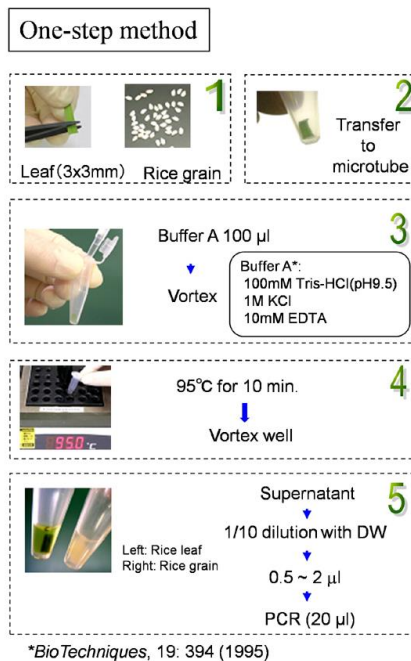 One-step method
1
Leaf(3x3mm) Rice grain
2
Transfer
to
microtube
3
Buffer A 100 μl
Vortex
Buffer A*:
100mM Tris-HCl(pH9.5)
1M KCl
10mM EDTA
4
95℃ for 10 min.
Vortex well
950 ℃
5
Supernatant
1/10 dilution with DW
0.5 ~ 2 μl
PCR (20 μl)
Left: Rice leaf
Right: Rice grain
*BioTechniques, 19: 394 (1995)